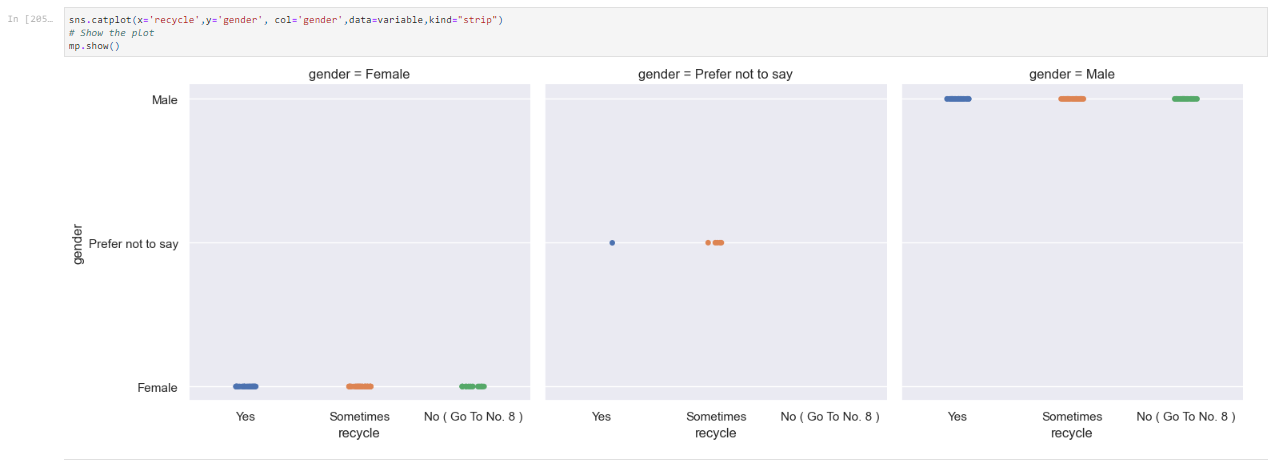 In [205…
sns.catplot(x='recycle',y='gender', col='gender',data=variable,kind="strip")
# Show the plot
mp.show()
gender = Female
gender = Prefer not to say
gender = Male
Male
Prefer not to say
Female
gender
Yes
Sometimes
No ( Go To No. 8 )
recycle
Yes
Sometimes
No ( Go To No. 8 )
recycle
Yes
Sometimes
No ( Go To No. 8 )
recycle